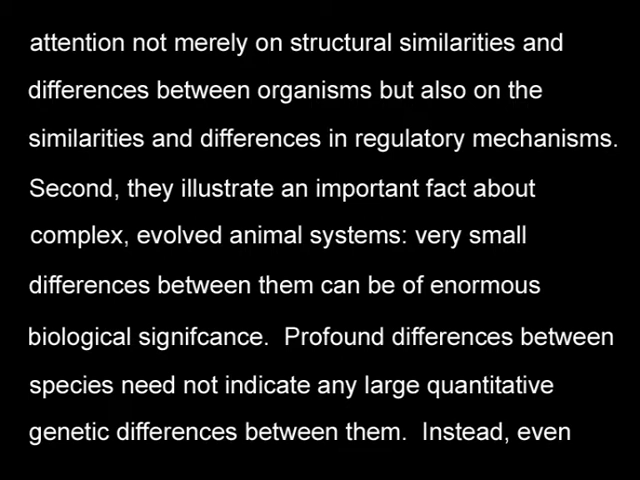 attention not merely on structural similarities and
differences between organisms but also on the
similarities and differences in regulatory mechanisms.
Second, they illustrate an important fact about
complex, evolved animal systems: very small
differences between them can be of enormous
biological signifcance.  Profound differences between
species need not indicate any large quantitative
genetic differences between them.  Instead, even